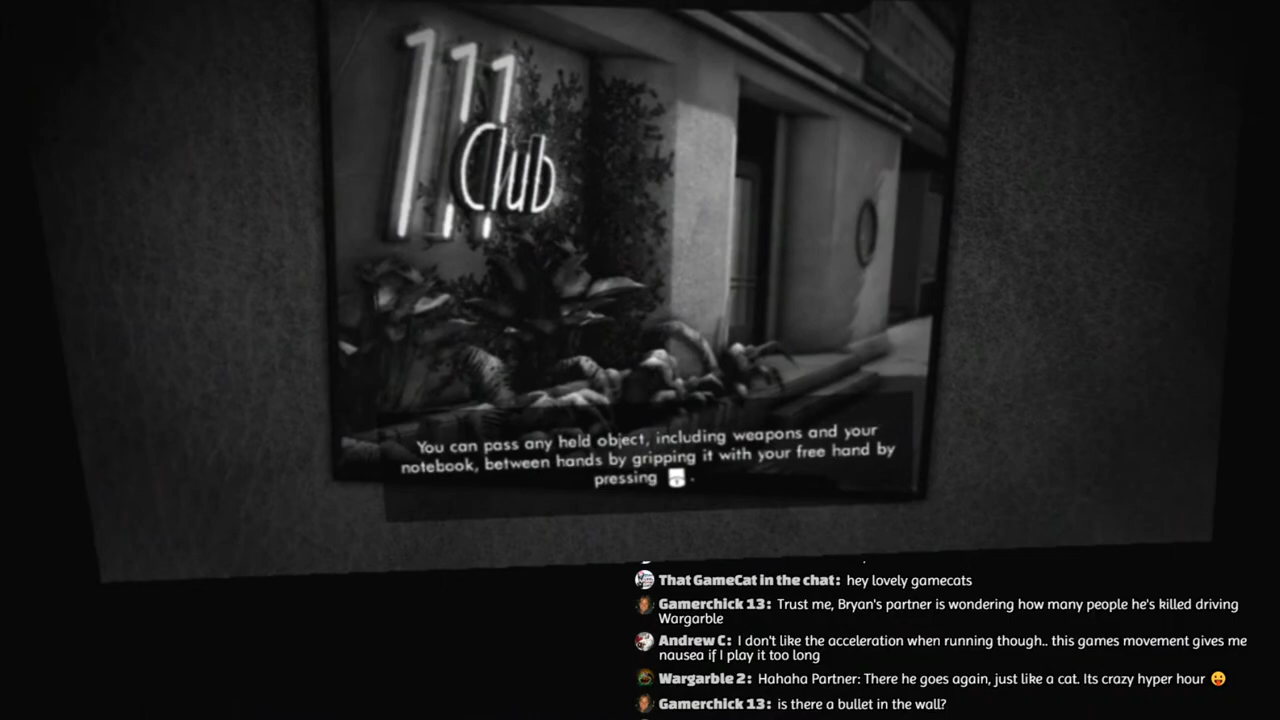 111
Club
You can pass any held object, including weapons and your
notebook, between hands by gripping it with your free hand by
pressing .
That GameCat in the chat: hey lovely gamecats
Gamerchick 13: Trust me, Bryan's partner is wondering how many people he's killed driving
Wargarble
Andrew C: I don't like the acceleration when running though.. this games movement gives me
nausea if I play it too long
Wargarble 2: Hahaha Partner: There he goes again, just like a cat. Its crazy hyper hour 😛
Gamerchick 13: is there a bullet in the wall?